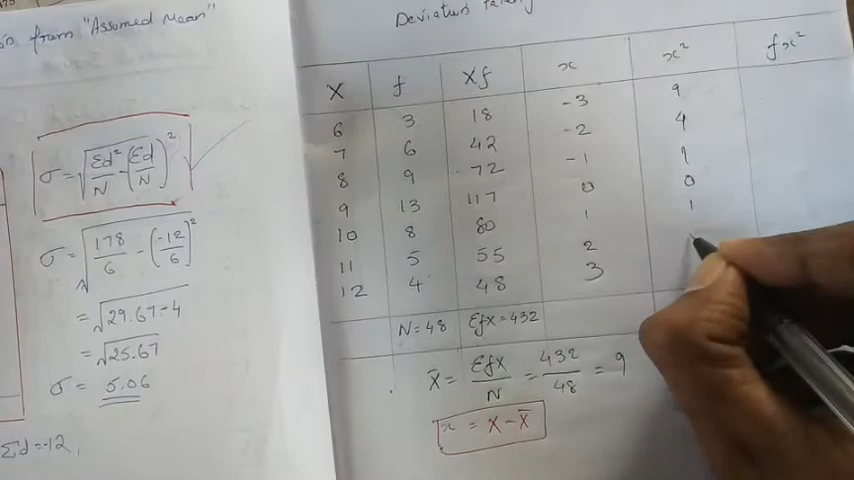 from "Assumed Mean"
σ = √(Σd²/N - (Σd/N)²)
σ = √(178/6 - (-12/6)²)
= √29.67-4
= √25.67
σ = 5.06
Σd=-12,
Deviation
X f Xf x x² fx²
6 3 18 -3 9
7 6 42 -2 4
8 9 72 -1 1
9 13 117 0 0
10 8 80 1 1
11 5 55 2
12 4 48 3
N=48 Σfx=432
X̄ = Σfx/N = 432/48 = 9
x = X-X̄